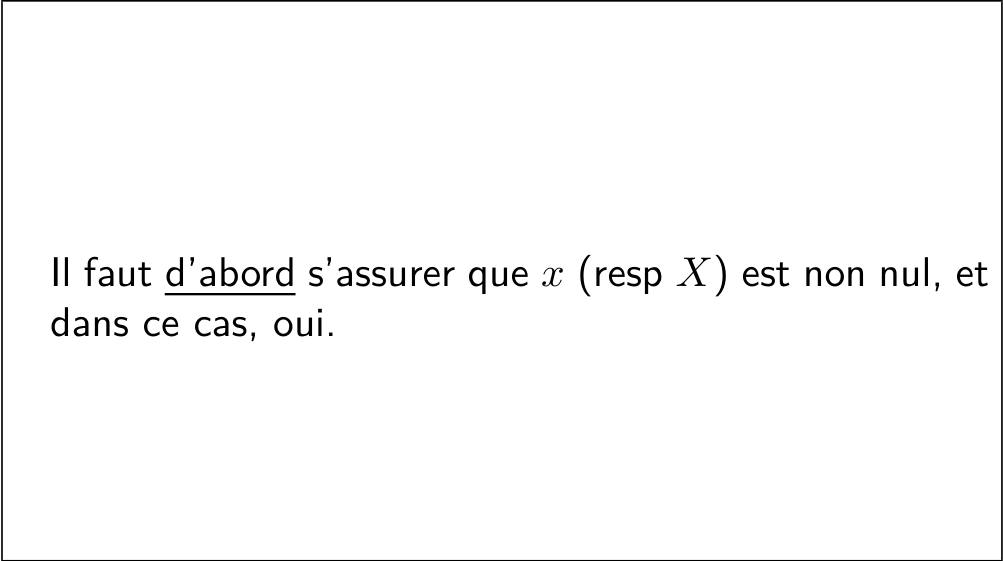 Il faut d'abord s'assurer que x (resp X) est non nul, et
dans ce cas, oui.